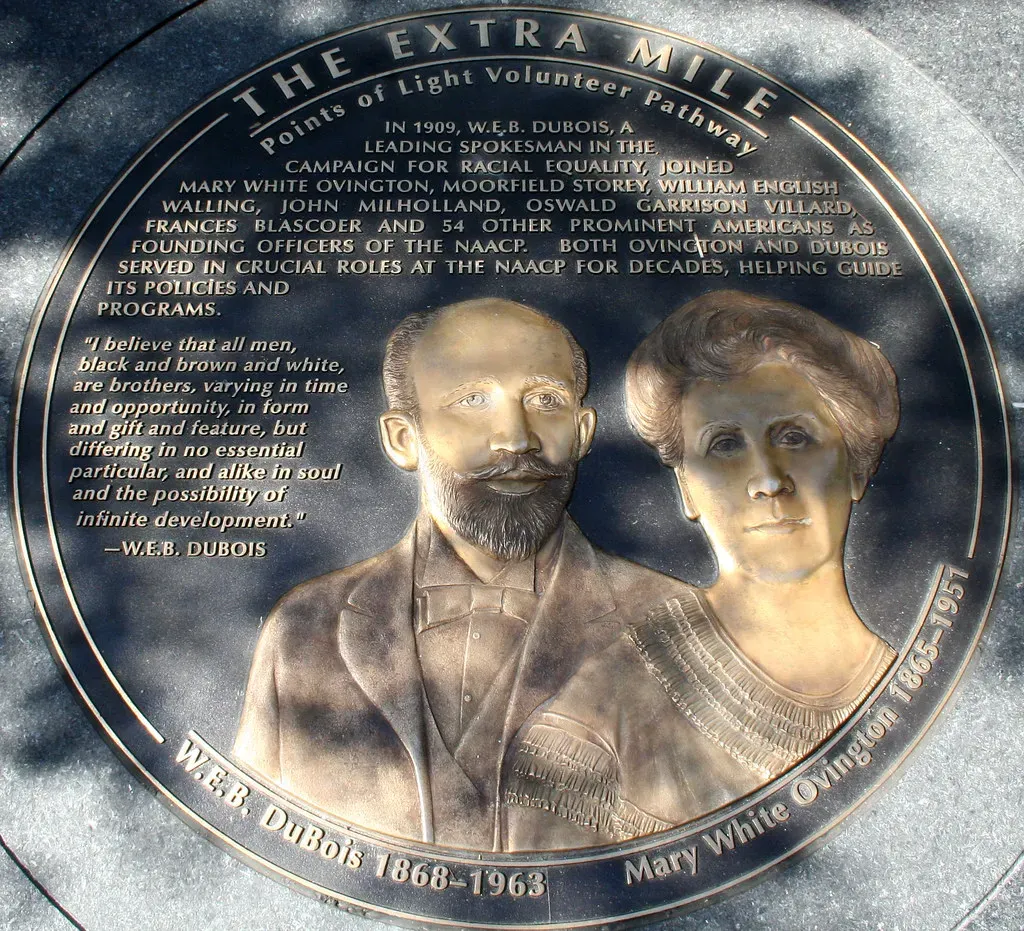 THE EXTRA MILE
Points of Light Volunteer Pathway
IN 1909, W.E.B. DUBOIS, A
LEADING SPOKESMAN IN THE
CAMPAIGN FOR RACIAL EQUALITY, JOINED
MARY WHITE OVINGTON, MOORFIELD STOREY, WILLIAM ENGLISH
WALLING, JOHN MILHOLLAND, OSWALD GARRISON VILLARD,
FRANCES BLASCOER AND 54 OTHER PROMINENT AMERICANS AS
FOUNDING OFFICERS OF THE NAACP. BOTH OVINGTON AND DUBOIS
SERVED IN CRUCIAL ROLES AT THE NAACP FOR DECADES, HELPING GUIDE
ITS POLICIES AND
PROGRAMS.
"I believe that all men,
black and brown and white,
are brothers, varying in time
and opportunity, in form
and gift and feature, but
differing in no essential
particular, and alike in soul
and the possibility of
infinite development."
—W.E.B. DUBOIS
W.E.B. DuBois 1868–1963
Mary White Ovington 1865–1951